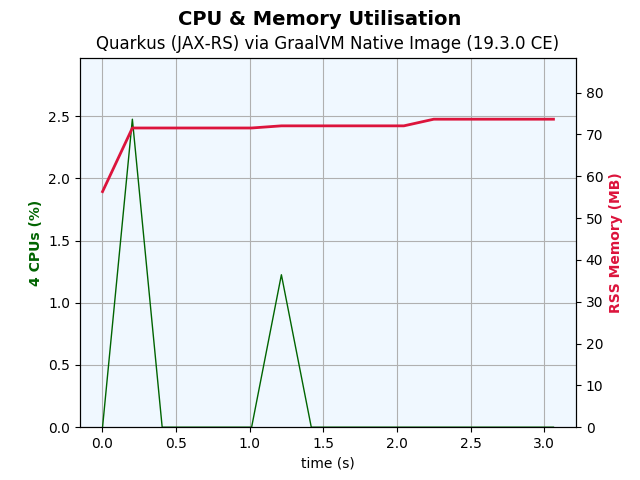 CPU & Memory Utilisation
Quarkus (JAX-RS) via GraalVM Native Image (19.3.0 CE)
4 CPUs (%)
2.5
2.0
1.5
1.0
0.5
0.0
80
70
60
50
40
30
20
10
0
RSS Memory (MB)
0.0 0.5 1.0 1.5 2.0 2.5 3.0
time (s)